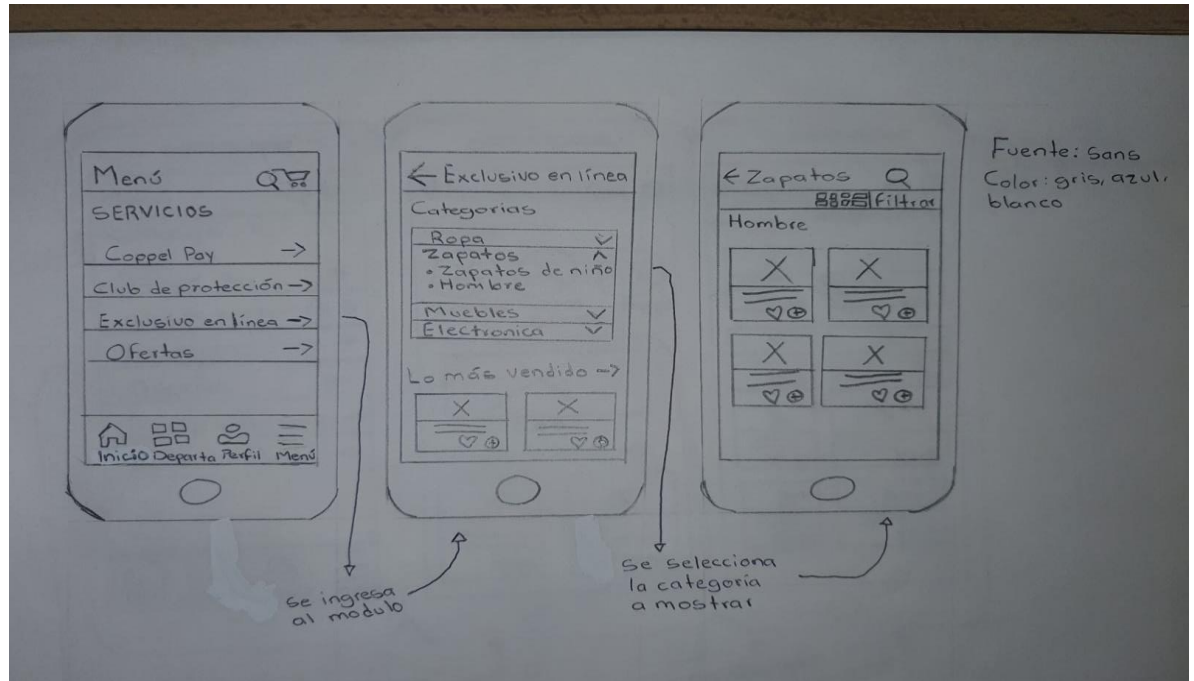 Menú
SERVICIOS
Coppel Pay
Club de protección
Exclusivo en línea
Ofertas
Inicio Departa Perfil Menú
Exclusivo en línea
Categorias
Ropa
Zapatos
• Zapatos de niño
• Hombre
Muebles
Electronica
Lo más vendido
Zapatos
filtrar
Hombre
Fuente: Sans
Color: gris, azul,
blanco
se ingresa
al modulo
se selecciona
la categoría
a mostrar